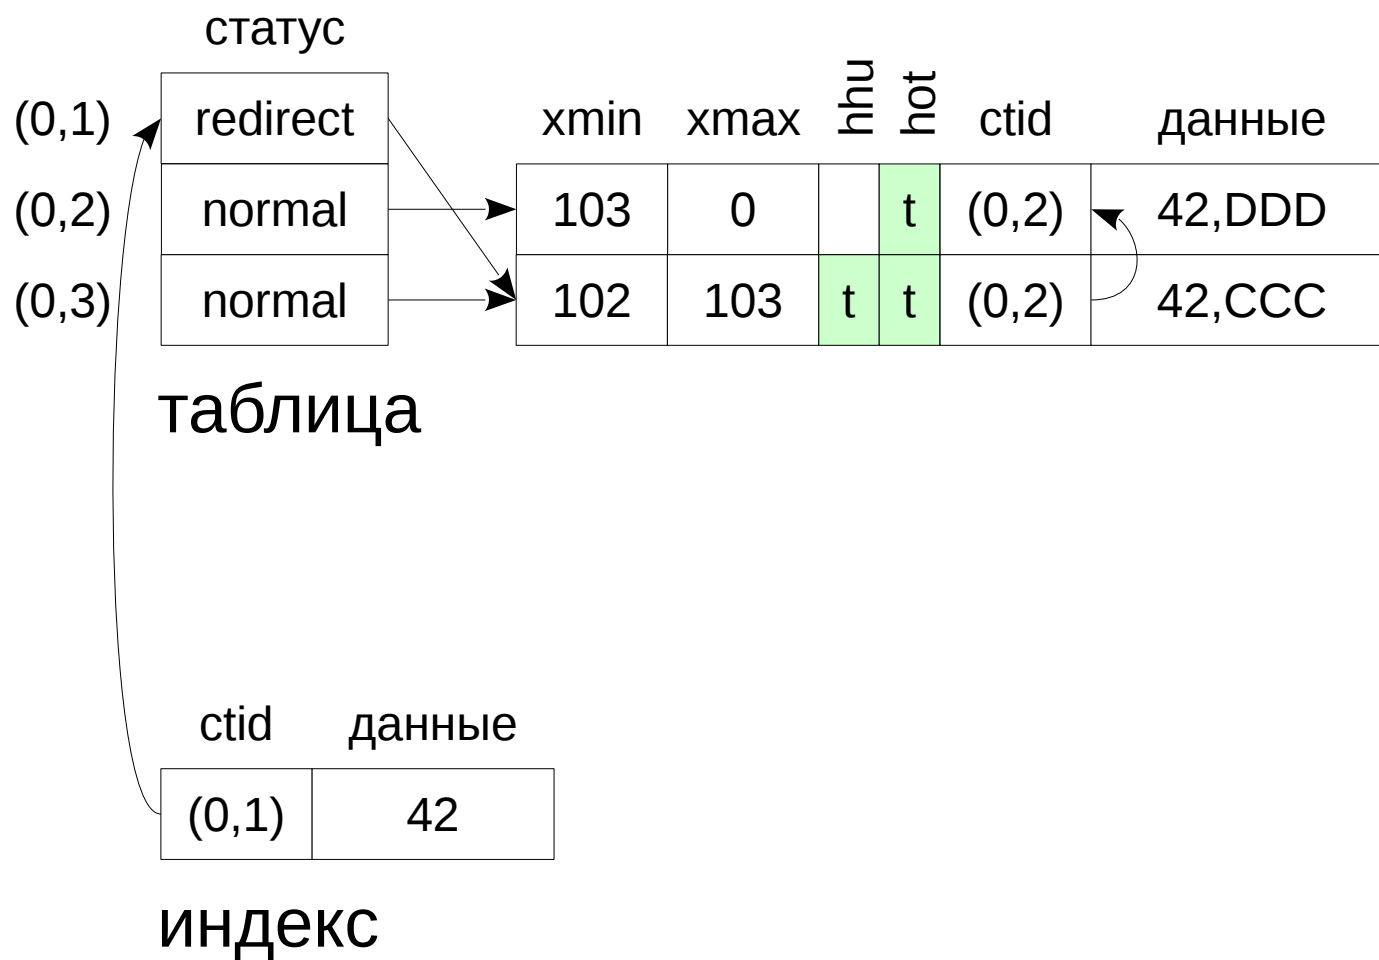 статус
(0,1) redirect xmin xmax hhu hot ctid данные
(0,2) normal 103 0 t (0,2) 42,DDD
(0,3) normal 102 103 t t (0,2) 42,CCC
таблица
ctid данные
(0,1) 42
индекс